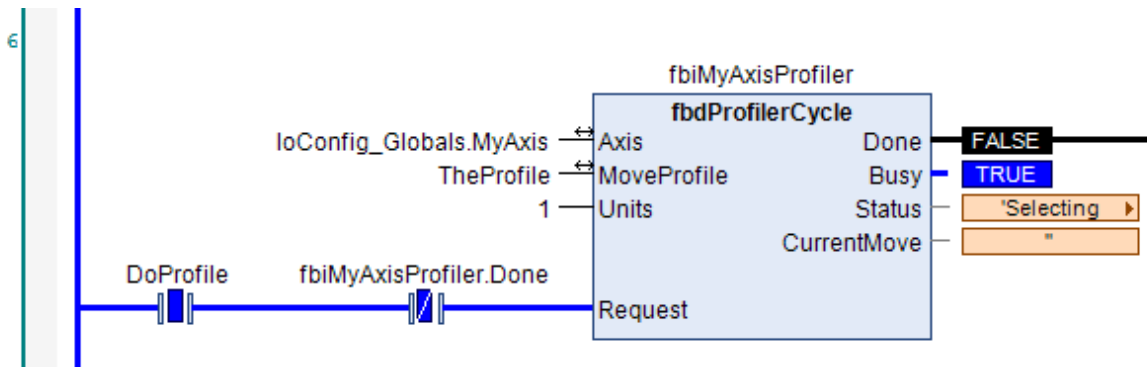 6
fbiMyAxisProfiler
fbdProfilerCycle
IoConfig_Globals.MyAxis Axis Done FALSE
TheProfile MoveProfile Busy TRUE
1 Units Status 'Selecting
CurrentMove ''
DoProfile fbiMyAxisProfiler.Done
Request